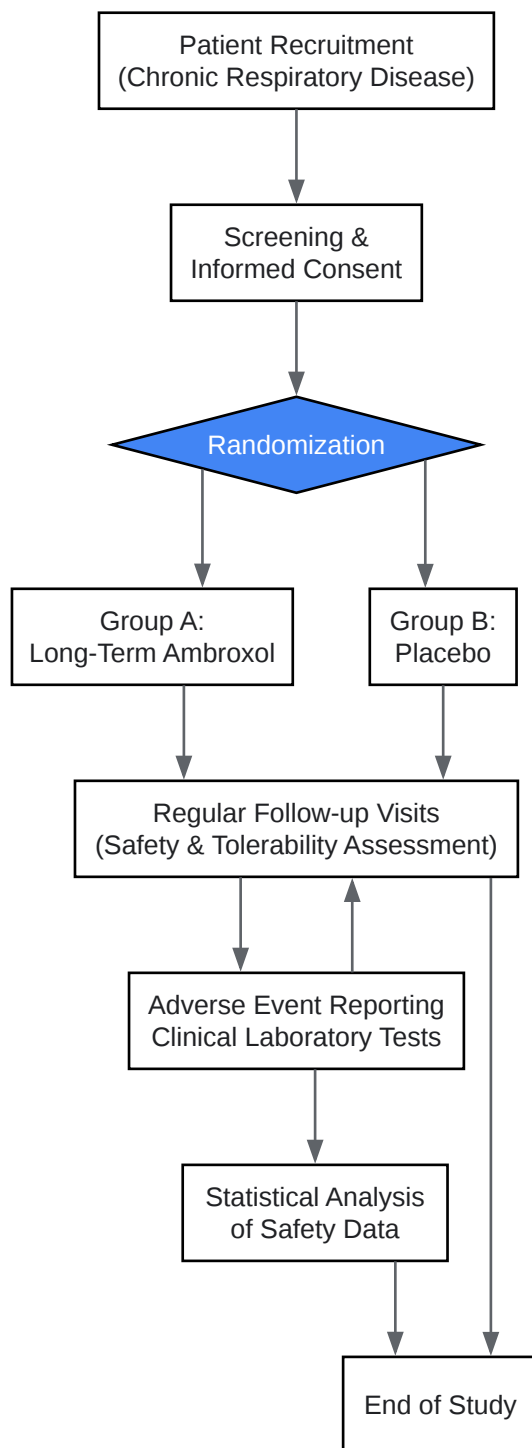 Patient Recruitment
(Chronic Respiratory Disease)
Screening &
Informed Consent
Randomization
Group A:
Long-Term Ambroxol
Group B:
Placebo
Regular Follow-up Visits
(Safety & Tolerability Assessment)
Adverse Event Reporting
Clinical Laboratory Tests
Statistical Analysis
of Safety Data
End of Study